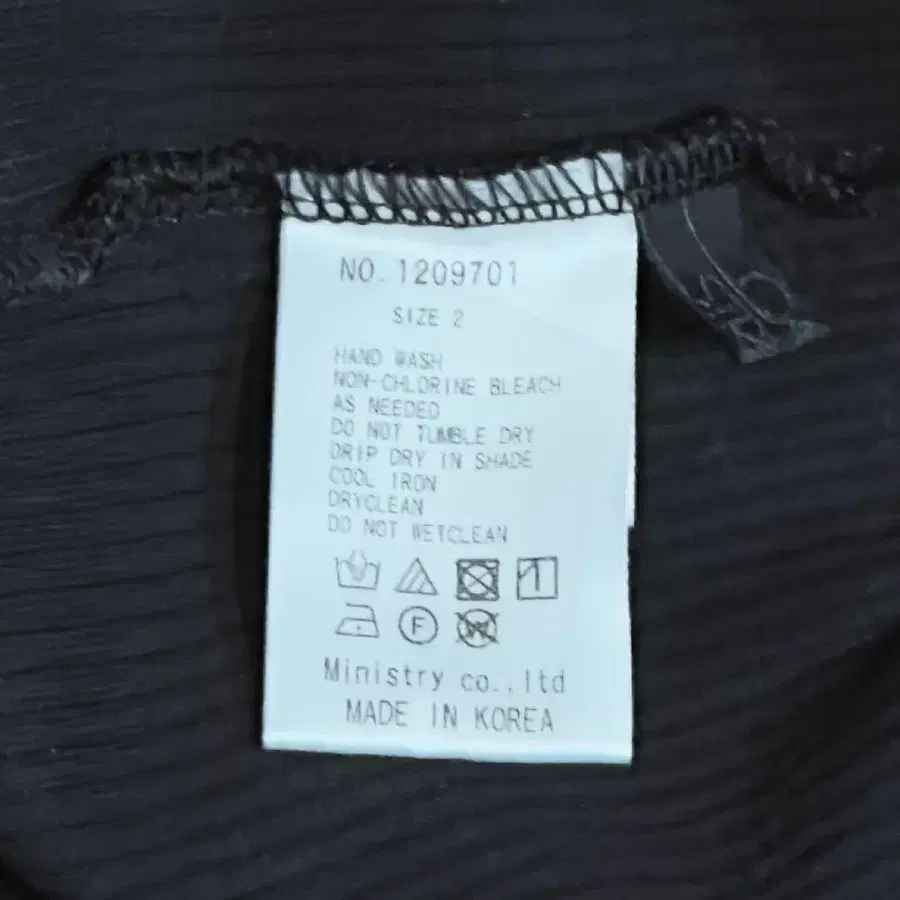 NO. 1209701
SIZE 2
HAND WASH
NON-CHLORINE BLEACH
AS NEEDED
DO NOT TUMBLE DRY
DRIP DRY IN SHADE
COOL IRON
DRYCLEAN
DO NOT WETCLEAN
F W
Ministry co.,ltd
MADE IN KOREA